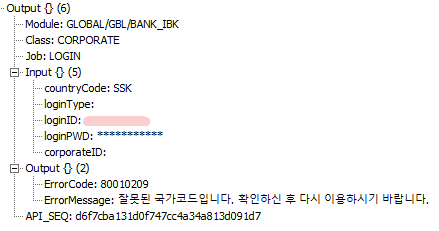 Output {} (6)
Module: GLOBAL/GBL/BANK_IBK
Class: CORPORATE
Job: LOGIN
Input {} (5)
countryCode: SSK
loginType:
loginID:
loginPWD: ***********
corporateID:
Output {} (2)
ErrorCode: 80010209
ErrorMessage: 잘못된 국가코드입니다. 확인하신 후 다시 이용하시기 바랍니다.
API_SEQ: d6f7cba131d0f747cc4a34a813d091d7